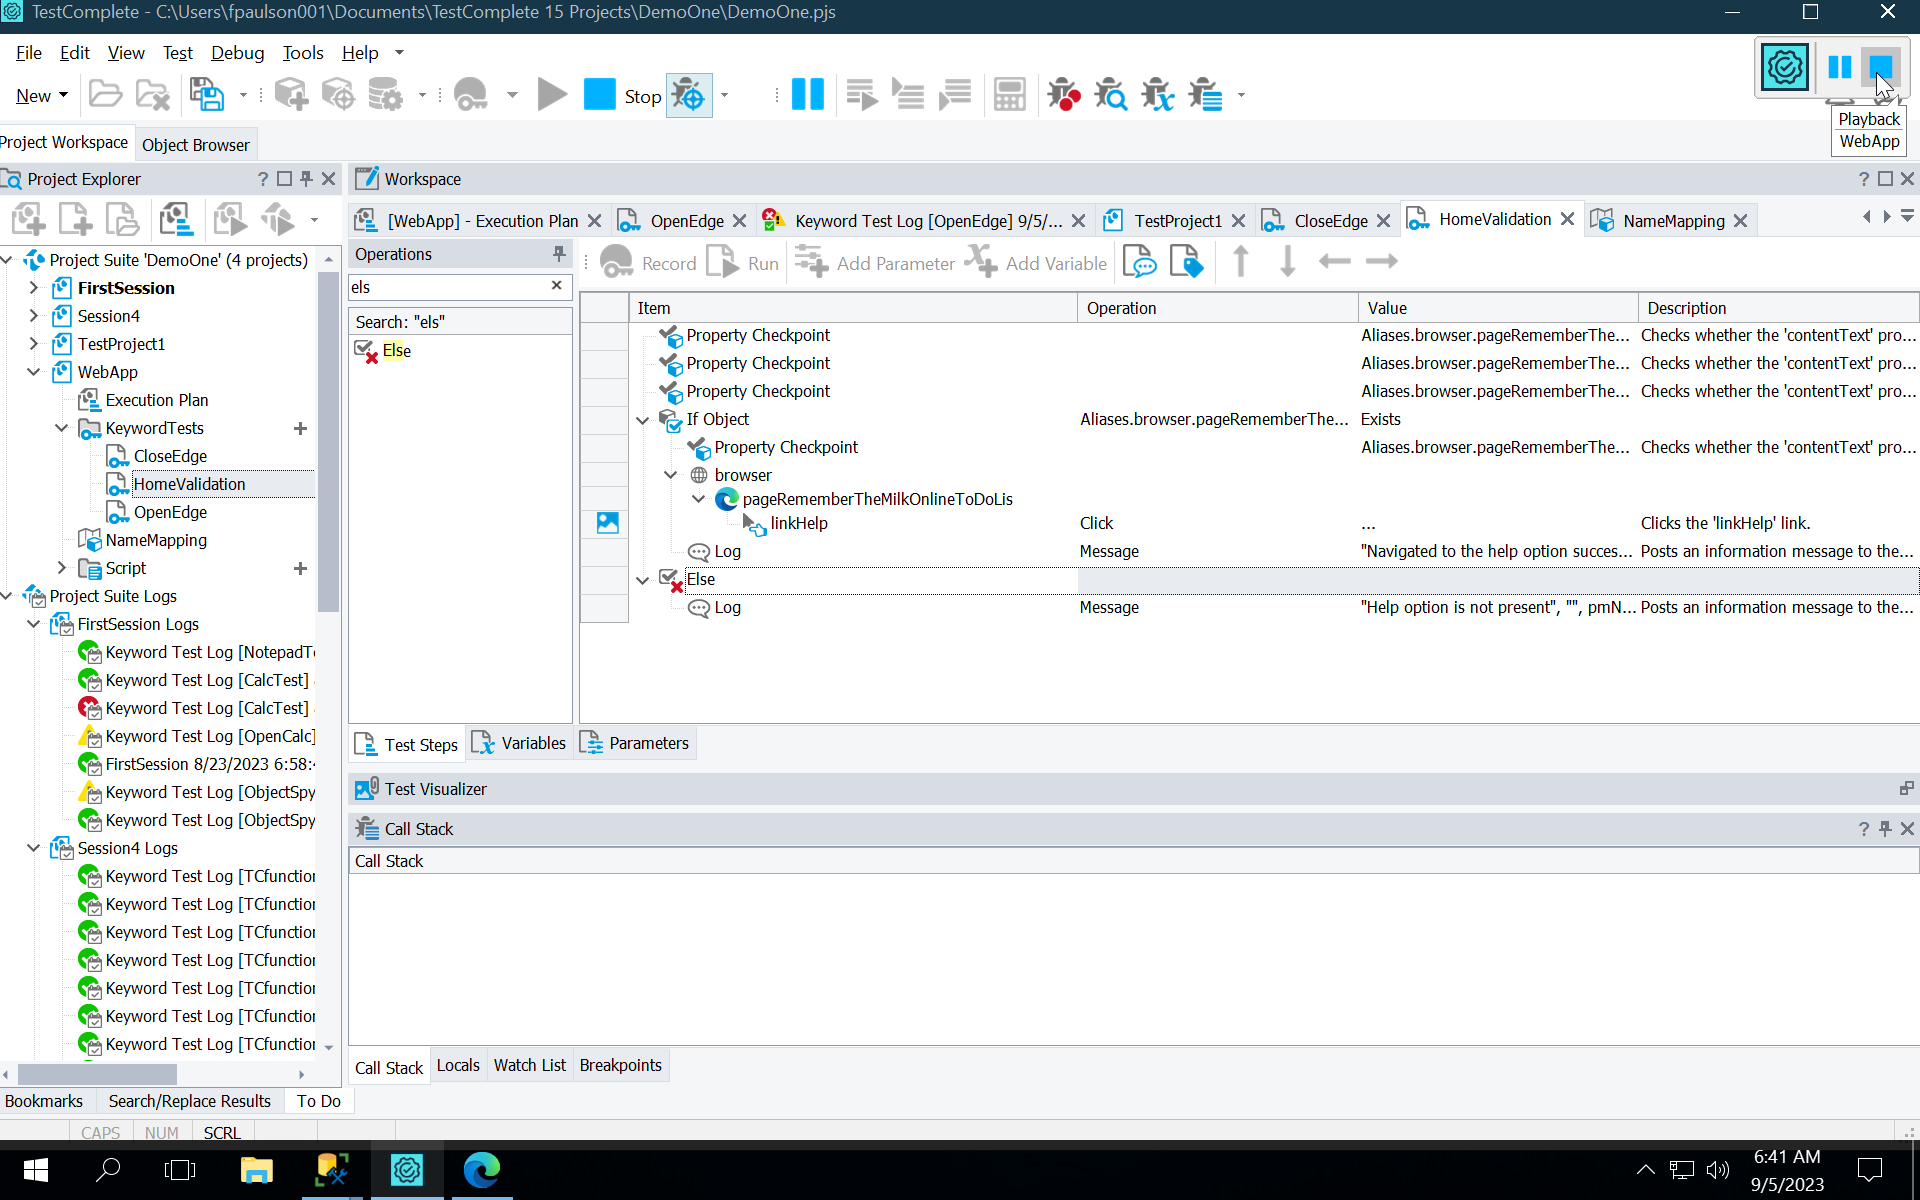 TestComplete - C:\Users\fpaulson001\Documents\TestComplete 15 Projects\DemoOne\DemoOne.pjs
File Edit View Test Debug Tools Help
New Stop
Playback
WebApp
Project Workspace Object Browser
Project Explorer
Workspace
[WebApp] - Execution Plan OpenEdge Keyword Test Log [OpenEdge] 9/5/... TestProject1 CloseEdge HomeValidation NameMapping
Project Suite 'DemoOne' (4 projects)
FirstSession
Session4
TestProject1
WebApp
Execution Plan
KeywordTests
CloseEdge
HomeValidation
OpenEdge
NameMapping
Script
Project Suite Logs
FirstSession Logs
Keyword Test Log [NotepadT
Keyword Test Log [CalcTest]
Keyword Test Log [CalcTest]
Keyword Test Log [OpenCalc]
FirstSession 8/23/2023 6:58:
Keyword Test Log [ObjectSpy
Keyword Test Log [ObjectSpy
Session4 Logs
Keyword Test Log [TCfunction
Keyword Test Log [TCfunction
Keyword Test Log [TCfunction
Keyword Test Log [TCfunction
Keyword Test Log [TCfunction
Keyword Test Log [TCfunction
Keyword Test Log [TCfunction
Operations
els
Search: "els"
Else
Record Run Add Parameter Add Variable
Item Operation Value Description
Property Checkpoint Aliases.browser.pageRememberThe... Checks whether the 'contentText' pro...
Property Checkpoint Aliases.browser.pageRememberThe... Checks whether the 'contentText' pro...
Property Checkpoint Aliases.browser.pageRememberThe... Checks whether the 'contentText' pro...
If Object Aliases.browser.pageRememberThe... Exists
Property Checkpoint Aliases.browser.pageRememberThe... Checks whether the 'contentText' pro...
browser
pageRememberTheMilkOnlineToDoLis
linkHelp Click ... Clicks the 'linkHelp' link.
Log Message "Navigated to the help option succes... Posts an information message to the...
Else
Log Message "Help option is not present", "", pmN... Posts an information message to the...
Test Steps Variables Parameters
Test Visualizer
Call Stack
Call Stack
Call Stack Locals Watch List Breakpoints
Bookmarks Search/Replace Results To Do
CAPS NUM SCRL
6:41 AM
9/5/2023